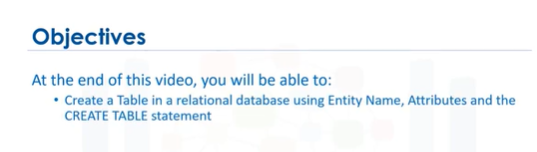 Objectives
At the end of this video, you will be able to:
• Create a Table in a relational database using Entity Name, Attributes and the
CREATE TABLE statement